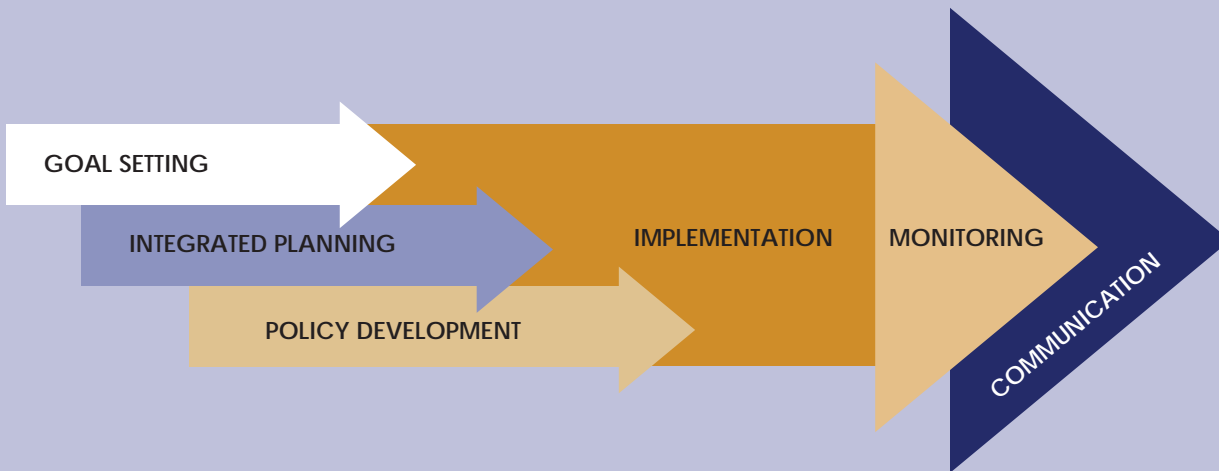 GOAL SETTING
INTEGRATED PLANNING
POLICY DEVELOPMENT
IMPLEMENTATION
MONITORING
COMMUNICATION